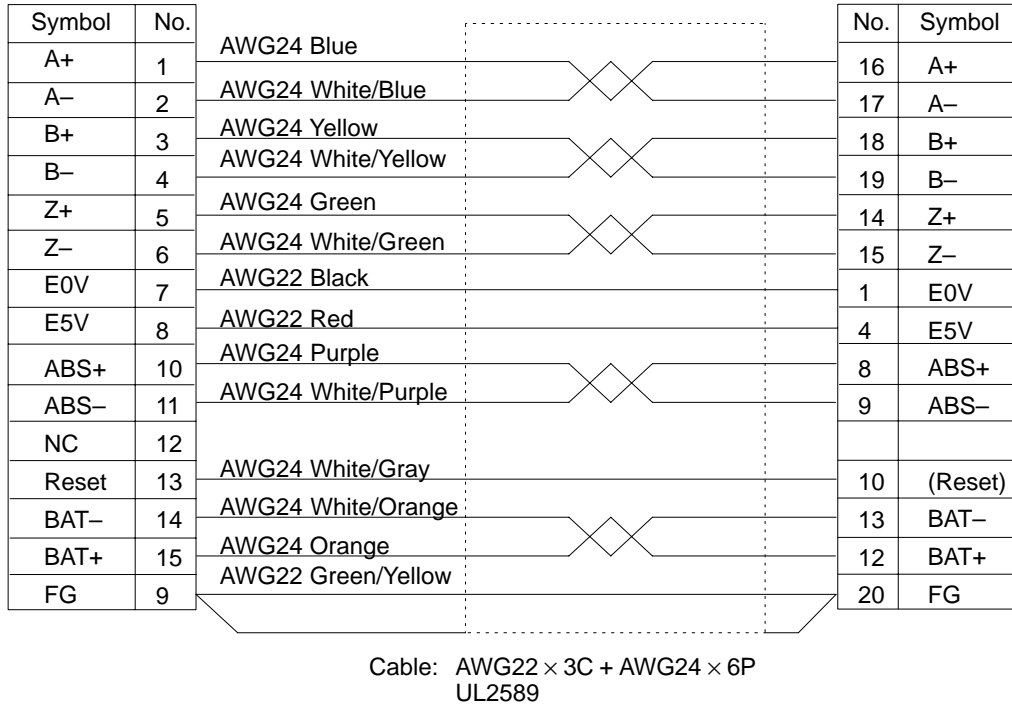 Symbol No. No. Symbol
A+ 1 AWG24 Blue 16 A+
A– 2 AWG24 White/Blue 17 A–
B+ 3 AWG24 Yellow 18 B+
B– 4 AWG24 White/Yellow 19 B–
Z+ 5 AWG24 Green 14 Z+
Z– 6 AWG24 White/Green 15 Z–
E0V 7 AWG22 Black 1 E0V
E5V 8 AWG22 Red 4 E5V
ABS+ 10 AWG24 Purple 8 ABS+
ABS– 11 AWG24 White/Purple 9 ABS–
NC 12
Reset 13 AWG24 White/Gray 10 (Reset)
BAT– 14 AWG24 White/Orange 13 BAT–
BAT+ 15 AWG24 Orange 12 BAT+
FG 9 AWG22 Green/Yellow 20 FG
Cable: AWG22 × 3C + AWG24 × 6P
UL2589